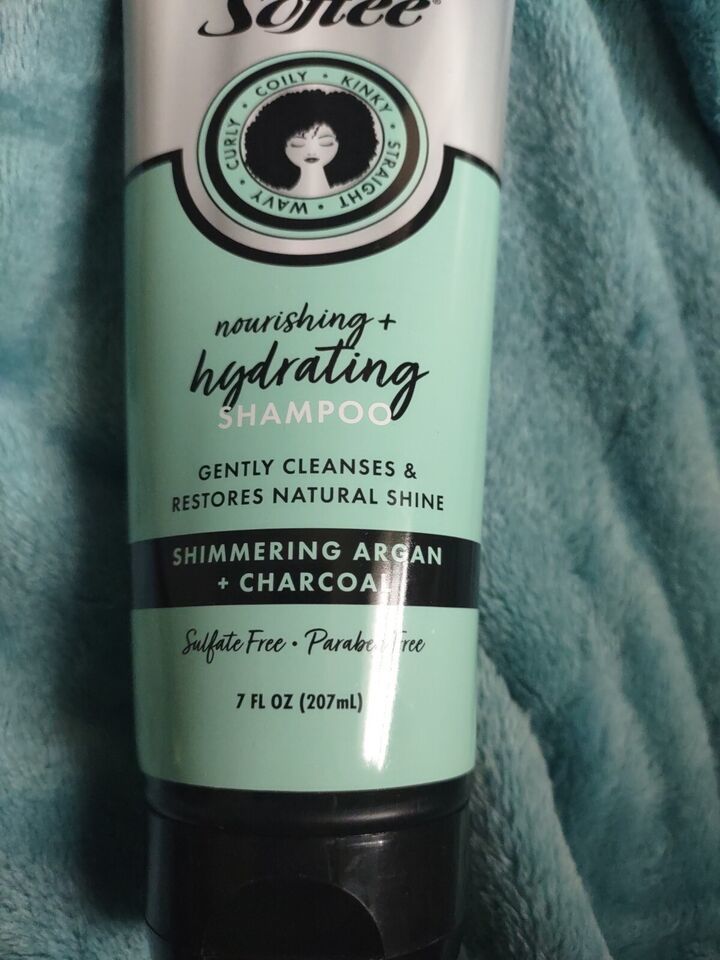 Softee®
CURLY • COILY • KINKY • STRAIGHT • WAVY •
nourishing +
hydrating
SHAMPOO
GENTLY CLEANSES &
RESTORES NATURAL SHINE
SHIMMERING ARGAN
+ CHARCOAL
Sulfate Free • Paraben Free
7 FL OZ (207mL)